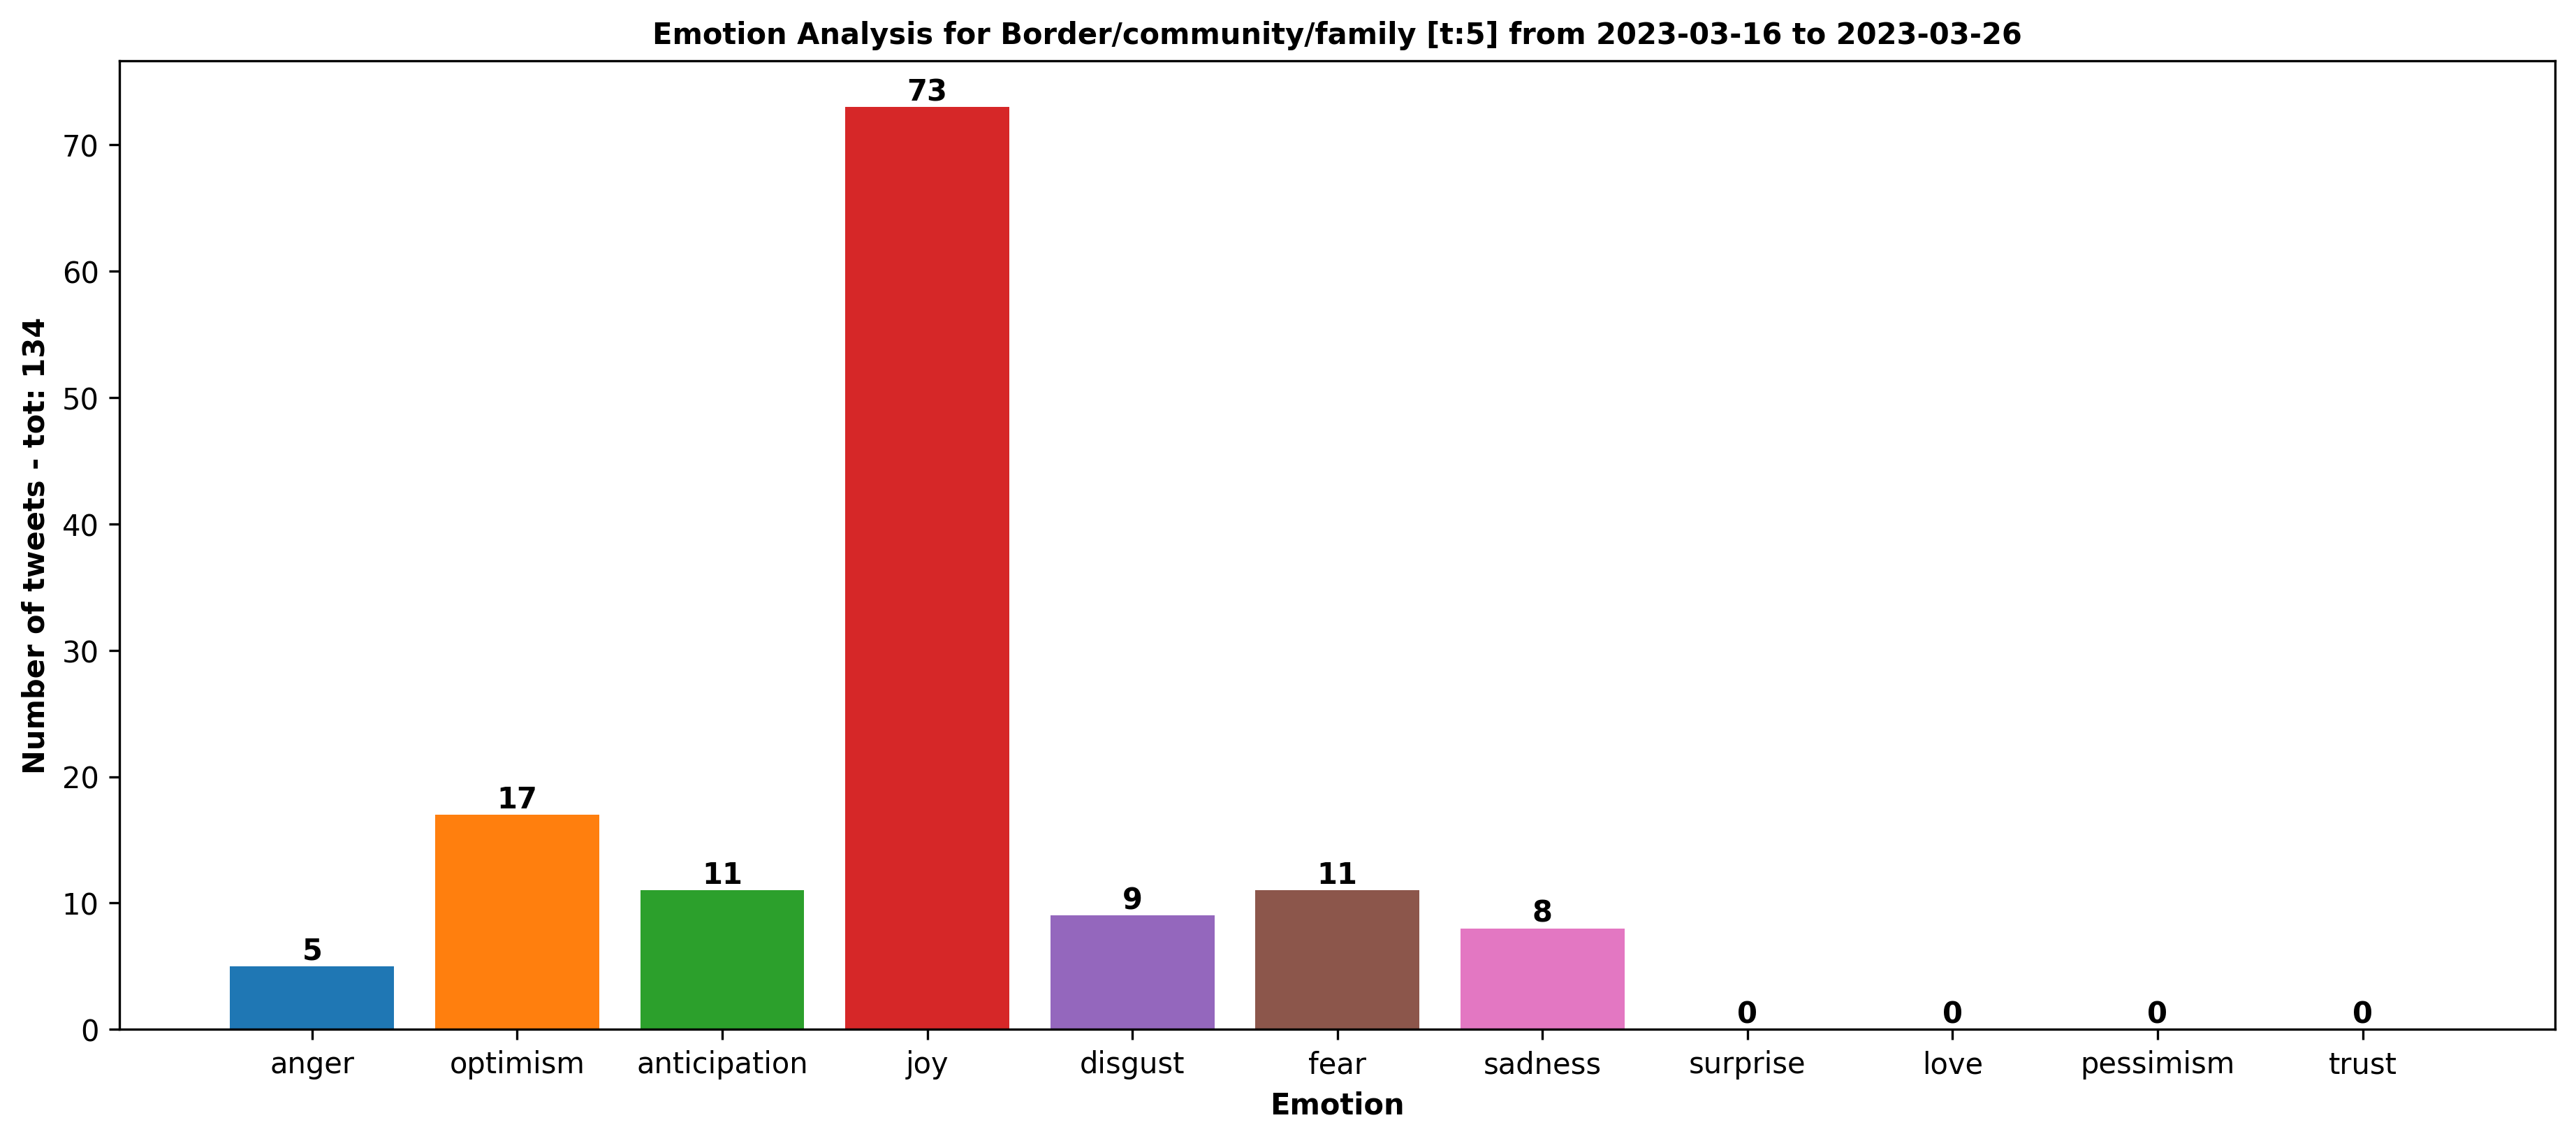 Emotion Analysis for Border/community/family [t:5] from 2023-03-16 to 2023-03-26
Number of tweets - tot: 134
70
60
50
40
30
20
10
0
5
17
11
73
9
11
8
0
0
0
0
anger
optimism
anticipation
joy
disgust
fear
sadness
surprise
love
pessimism
trust
Emotion